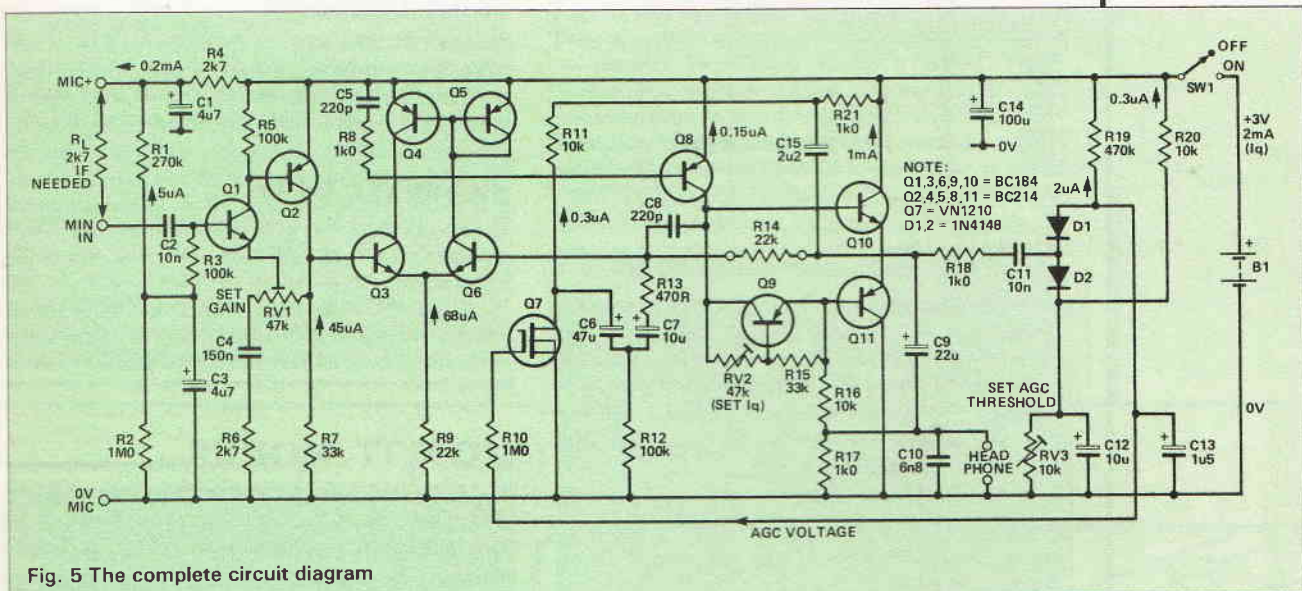 MIC+
0.2mA
R4
2k7
C1
4u7
RL
2k7
IF
NEEDED
R1
270k
5uA
MIN
IN
C2
10n
R3
100k
R5
100k
Q1
Q2
SET
GAIN
RV1
47k
C4
150n
C3
4u7
R2
1M0
R6
2k7
R7
33k
45uA
0V
MIC
C5
220p
R8
1k0
Q4
Q5
Q3
Q6
68uA
R9
22k
R10
1M0
Q7
R11
10k
0.3uA
C6
47u
R13
470R
C7
10u
R12
100k
C8
220p
Q8
0.15uA
R14
22k
C15
2u2
R21
1k0
1mA
Q10
Q9
Q11
RV2
47k
(SET Iq)
R15
33k
R16
10k
R17
1k0
C9
22u
C10
6n8
HEAD
PHONE
R18
1k0
C11
10n
C14
100u
0V
NOTE:
Q1,3,6,9,10 = BC184
Q2,4,5,8,11 = BC214
Q7 = VN1210
D1,2 = 1N4148
2uA
D1
D2
R19
470k
0.3uA
R20
10k
SW1
OFF
ON
+3V
2mA
(Iq)
B1
0V
SET AGC
THRESHOLD
RV3
10k
C12
10u
C13
1u5
AGC VOLTAGE
Fig. 5 The complete circuit diagram